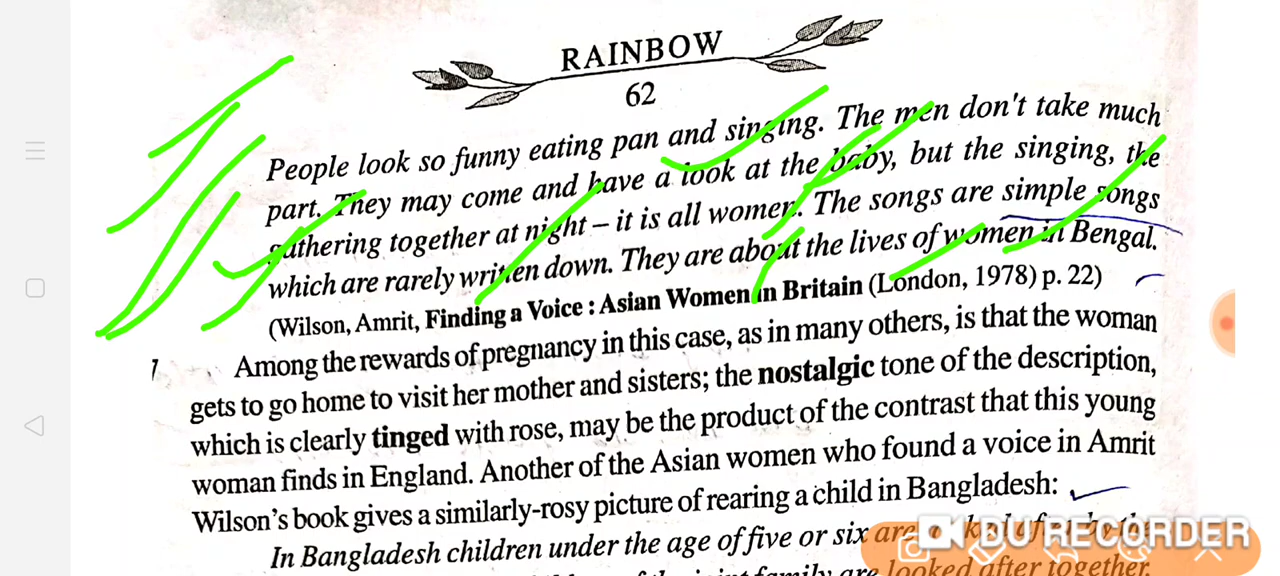 RAINBOW
62
People look so funny eating pan and singing. The men don't take much
part. They may come and have a look at the baby, but the singing, the
gathering together at night – it is all women. The songs are simple songs
which are rarely written down. They are about the lives of women in Bengal.
(Wilson, Amrit, Finding a Voice : Asian Women in Britain (London, 1978) p. 22)
7 Among the rewards of pregnancy in this case, as in many others, is that the woman
gets to go home to visit her mother and sisters; the nostalgic tone of the description,
which is clearly tinged with rose, may be the product of the contrast that this young
woman finds in England. Another of the Asian women who found a voice in Amrit
Wilson's book gives a similarly-rosy picture of rearing a child in Bangladesh:
In Bangladesh children under the age of five or six are
family are looked after together.
DU RECORDER